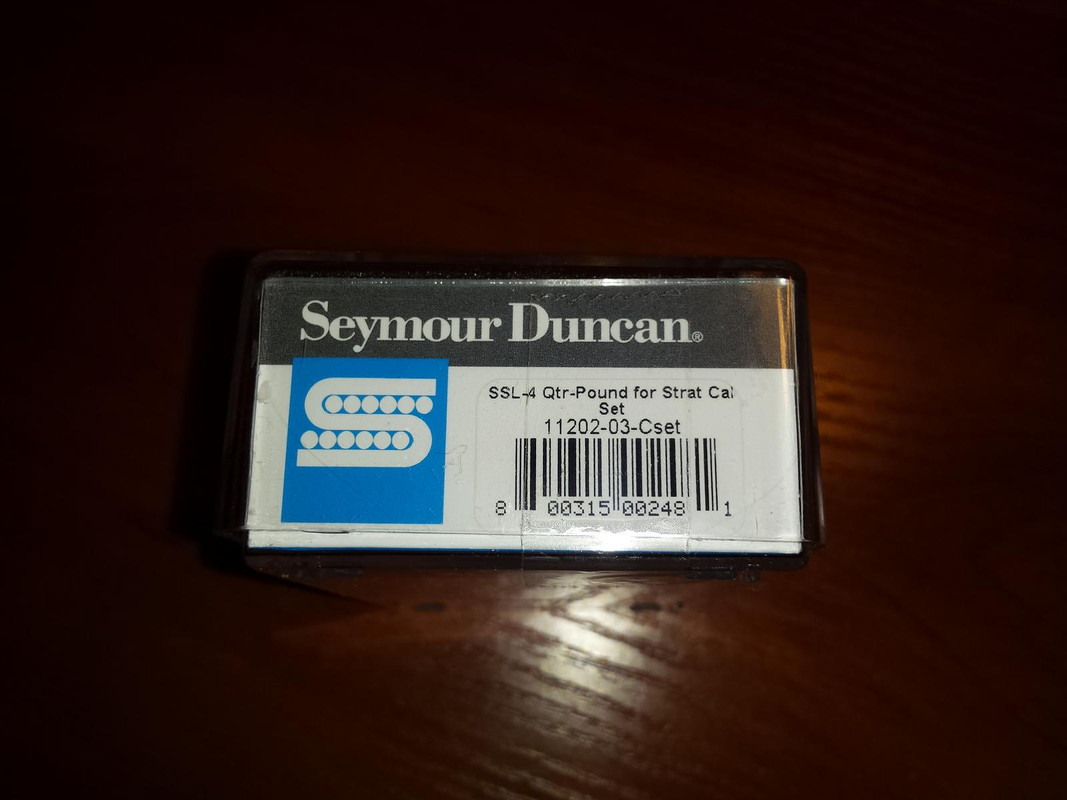 Seymour Duncan®
SSL-4 Qtr-Pound for Strat Cal
Set
11202-03-Cset
8 00315 00248 1